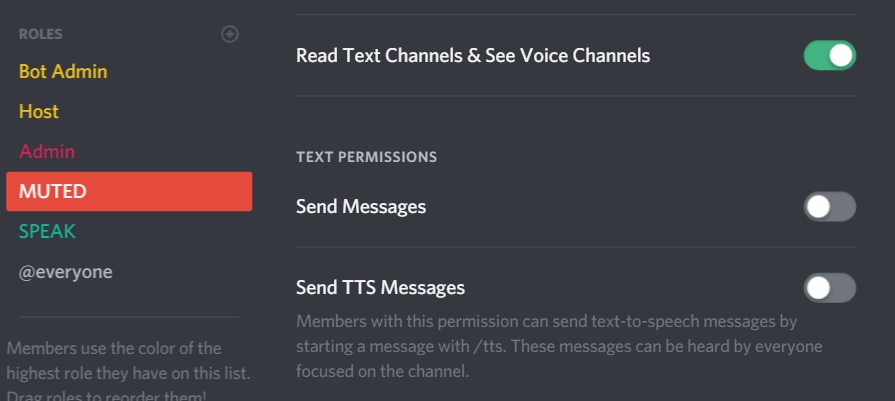 ROLES
Bot Admin
Host
Admin
MUTED
SPEAK
@everyone
Members use the color of the
highest role they have on this list.
Drag roles to reorder them!
Read Text Channels & See Voice Channels
TEXT PERMISSIONS
Send Messages
Send TTS Messages
Members with this permission can send text-to-speech messages by
starting a message with /tts. These messages can be heard by everyone
focused on the channel.